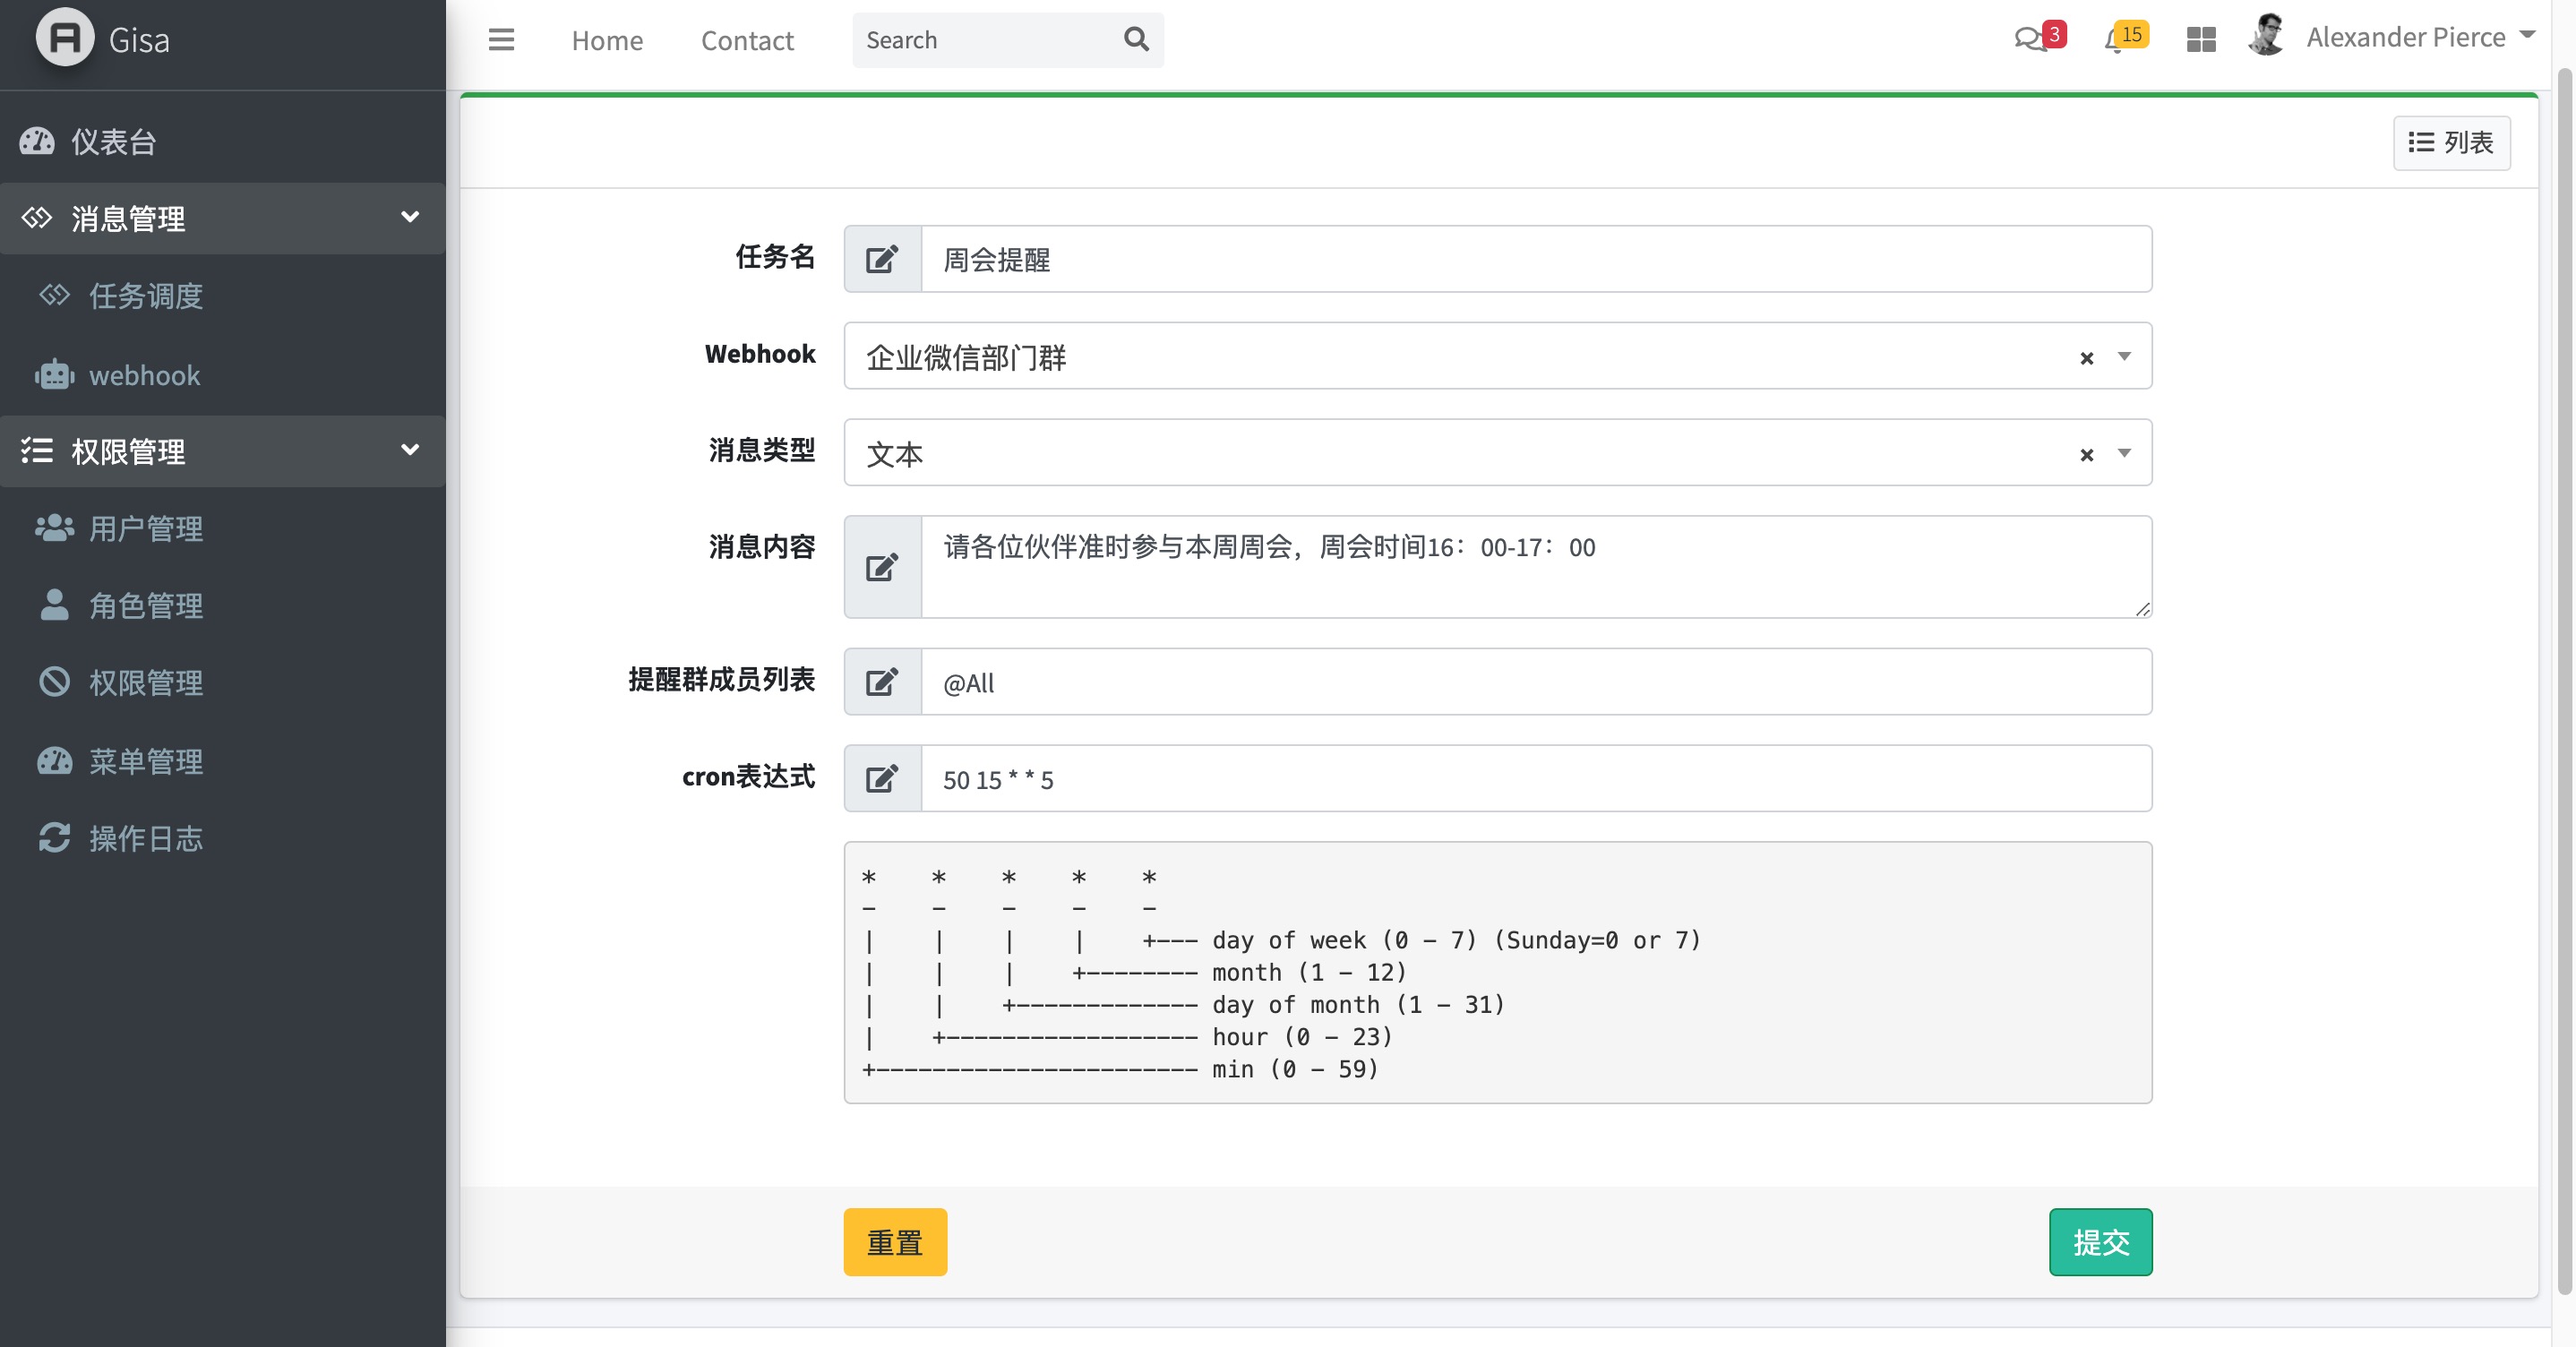 Gisa
Home
Contact
Search
3
15
Alexander Pierce
仪表台
消息管理
任务调度
webhook
权限管理
用户管理
角色管理
权限管理
菜单管理
操作日志
列表
任务名
周会提醒
Webhook
企业微信部门群
消息类型
文本
消息内容
请各位伙伴准时参与本周周会，周会时间16：00-17：00
提醒群成员列表
@All
cron表达式
50 15 * * 5
*    *    *    *    *
-    -    -    -    -
|    |    |    |    +--- day of week (0 - 7) (Sunday=0 or 7)
|    |    |    +-------- month (1 - 12)
|    |    +------------- day of month (1 - 31)
|    +------------------ hour (0 - 23)
+----------------------- min (0 - 59)
重置
提交